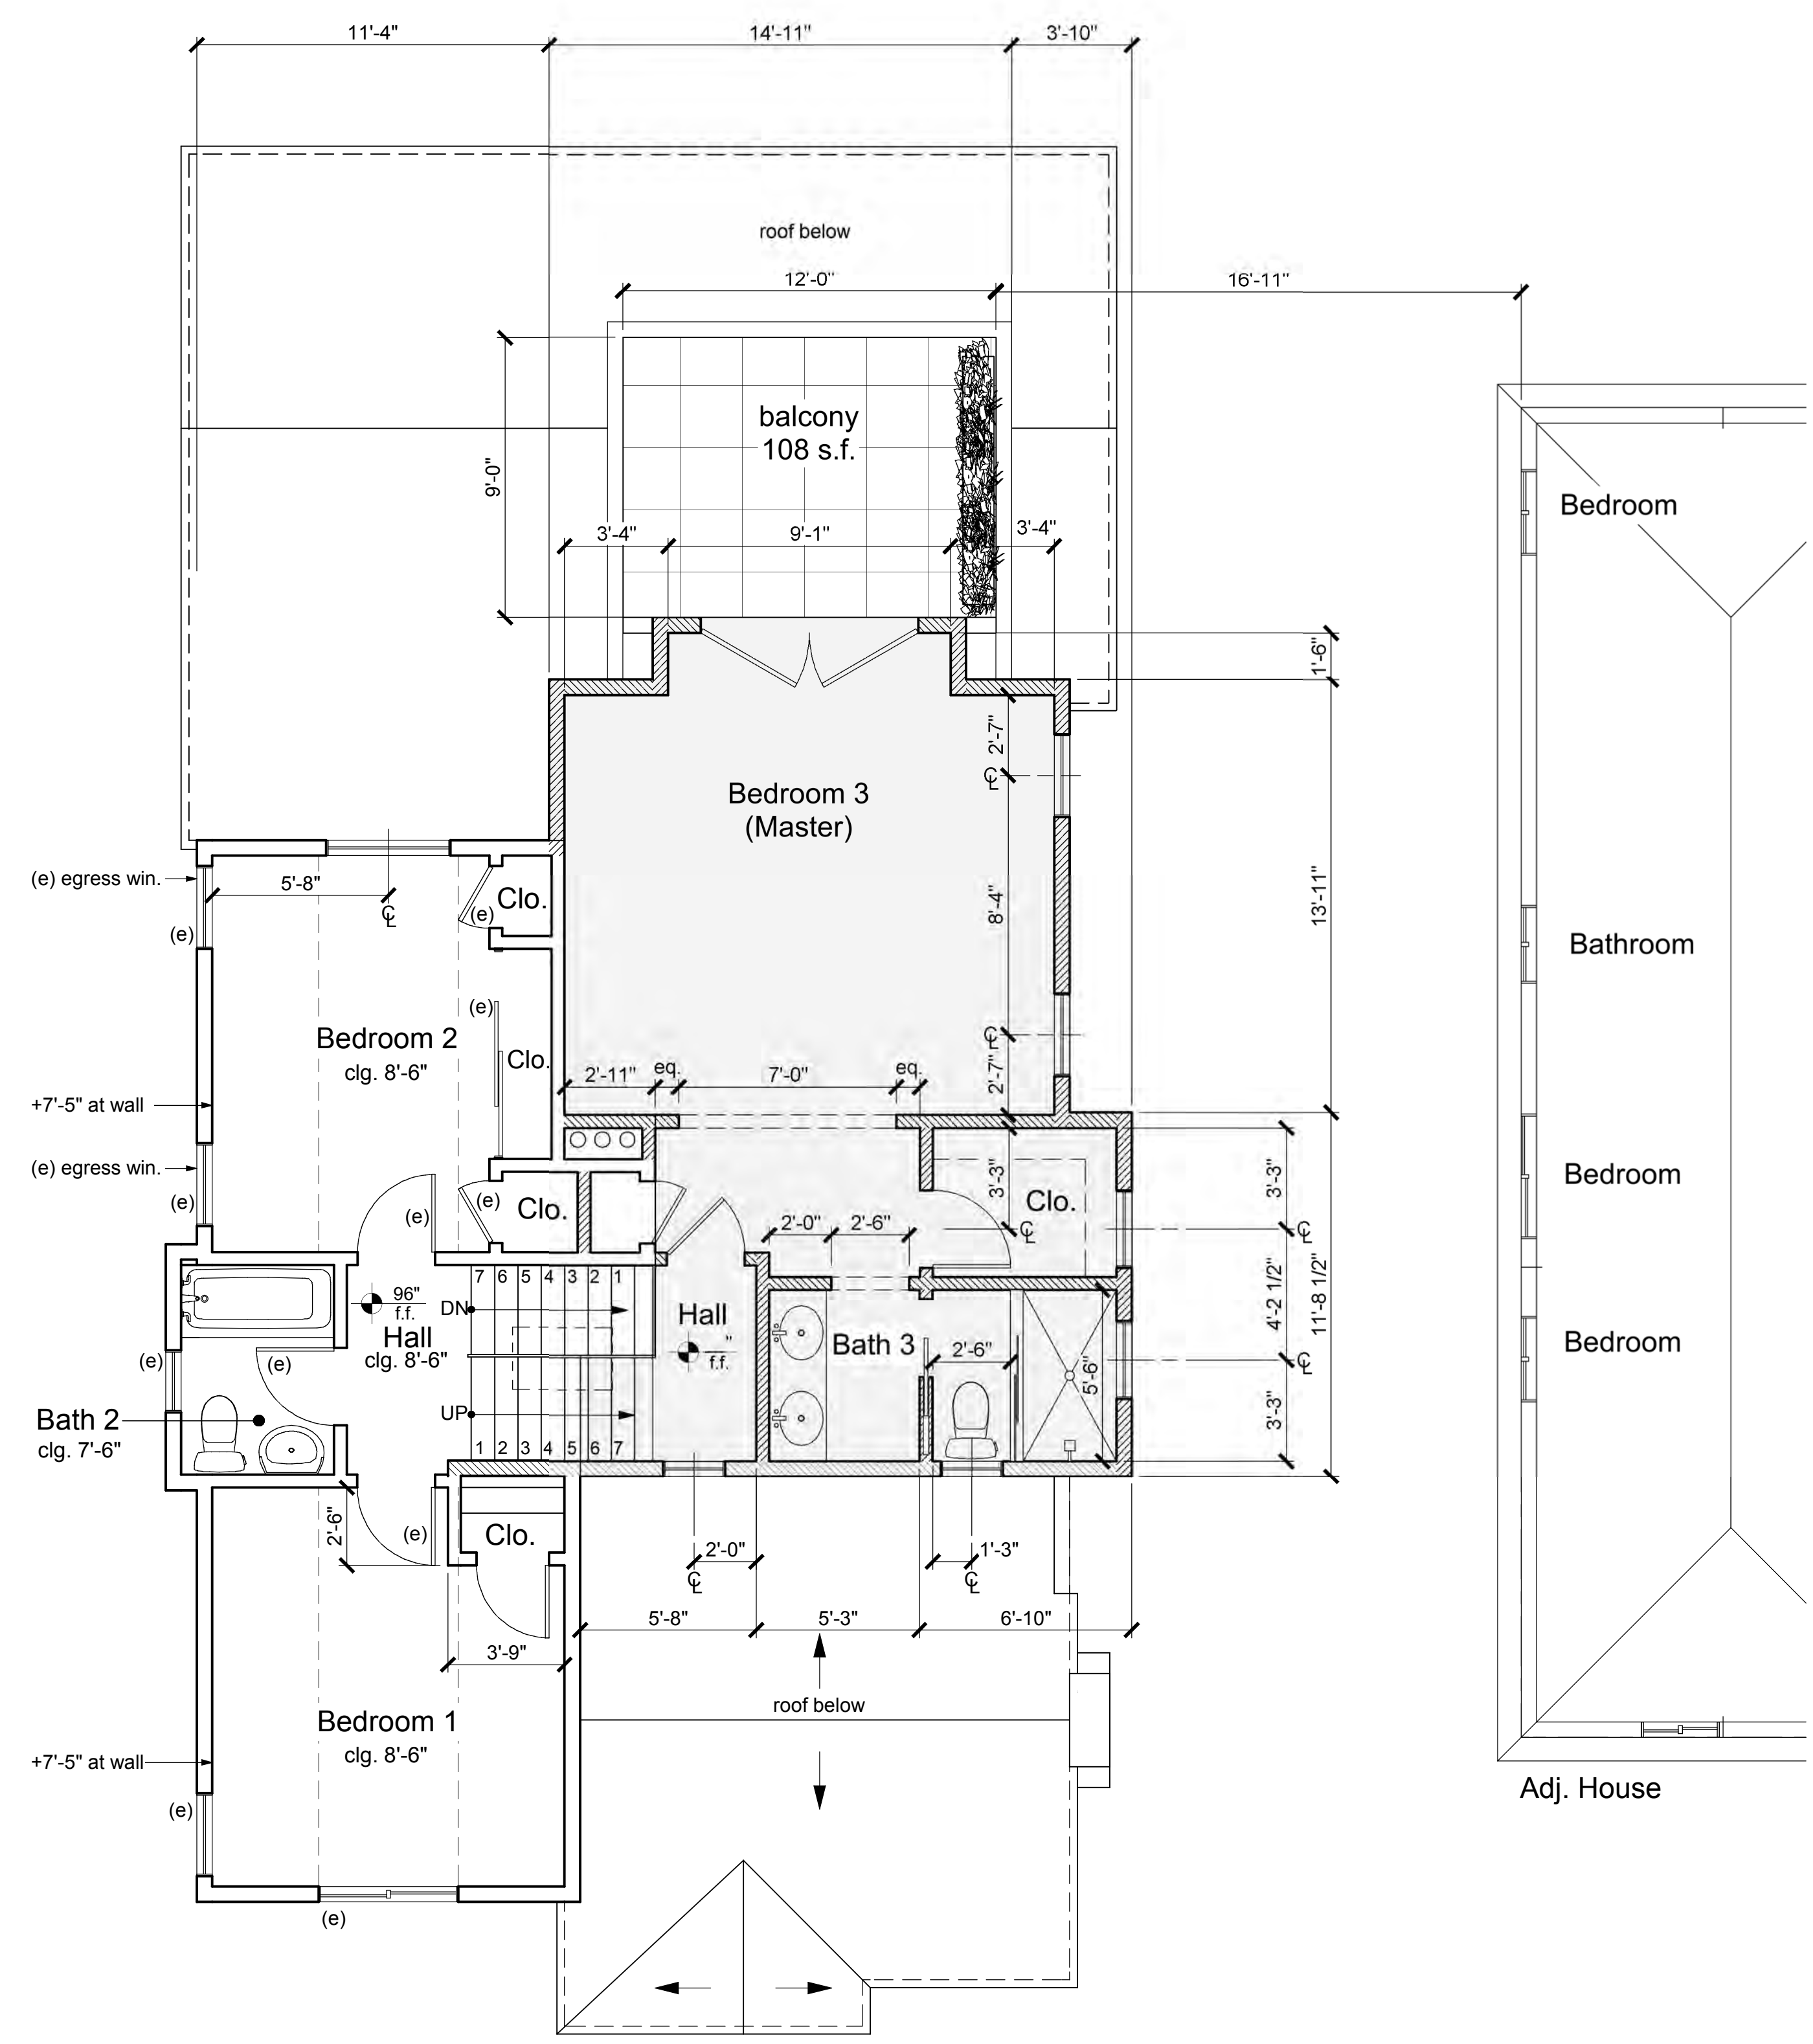 11'-4"
14'-11"
3'-10"
roof below
12'-0"
16'-11"
balcony
108 s.f.
9'-0"
3'-4"
9'-1"
3'-4"
Bedroom
1'-6"
2'-7"
Bedroom 3
(Master)
℄
(e) egress win.
5'-8"
℄
Clo.
(e)
(e)
8'-4"
13'-11"
Bathroom
(e)
Bedroom 2
clg. 8'-6"
Clo.
℄
2'-7"
2'-11"
eq.
7'-0"
eq.
+7'-5" at wall
(e) egress win.
(e)
(e)
(e)
Clo.
3'-3"
Clo.
3'-3"
Bedroom
2'-0"
2'-6"
℄
℄
7 6 5 4 3 2 1
96"
f.f.
DN
Hall
clg. 8'-6"
Hall
"
f.f.
Bath 3
2'-6"
5'-6"
4'-2 1/2"
11'-8 1/2"
℄
Bedroom
(e)
(e)
UP
Bath 2
clg. 7'-6"
1 2 3 4 5 6 7
3'-3"
2'-6"
(e)
Clo.
2'-0"
℄
1'-3"
℄
5'-8"
5'-3"
6'-10"
3'-9"
roof below
Bedroom 1
clg. 8'-6"
+7'-5" at wall
Adj. House
(e)
(e)